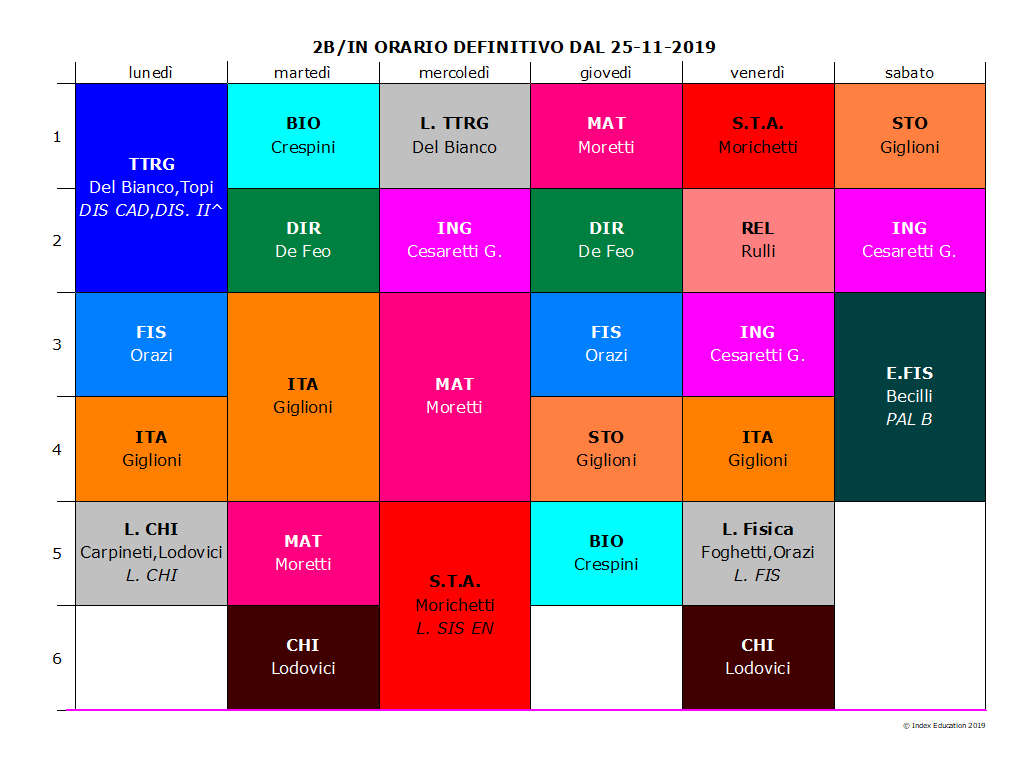 2B/IN ORARIO DEFINITIVO DAL 25-11-2019
lunedì martedì mercoledì giovedì venerdì sabato
1
TTRG
Del Bianco,Topi
DIS CAD,DIS. II^
BIO
Crespini
L. TTRG
Del Bianco
MAT
Moretti
S.T.A.
Morichetti
STO
Giglioni
2
DIR
De Feo
ING
Cesaretti G.
DIR
De Feo
REL
Rulli
ING
Cesaretti G.
3
FIS
Orazi
ITA
Giglioni
MAT
Moretti
FIS
Orazi
ING
Cesaretti G.
E.FIS
Becilli
PAL B
4
ITA
Giglioni
STO
Giglioni
ITA
Giglioni
5
L. CHI
Carpineti,Lodovici
L. CHI
MAT
Moretti
S.T.A.
Morichetti
L. SIS EN
BIO
Crespini
L. Fisica
Foghetti,Orazi
L. FIS
6
CHI
Lodovici
CHI
Lodovici
© Index Education 2019